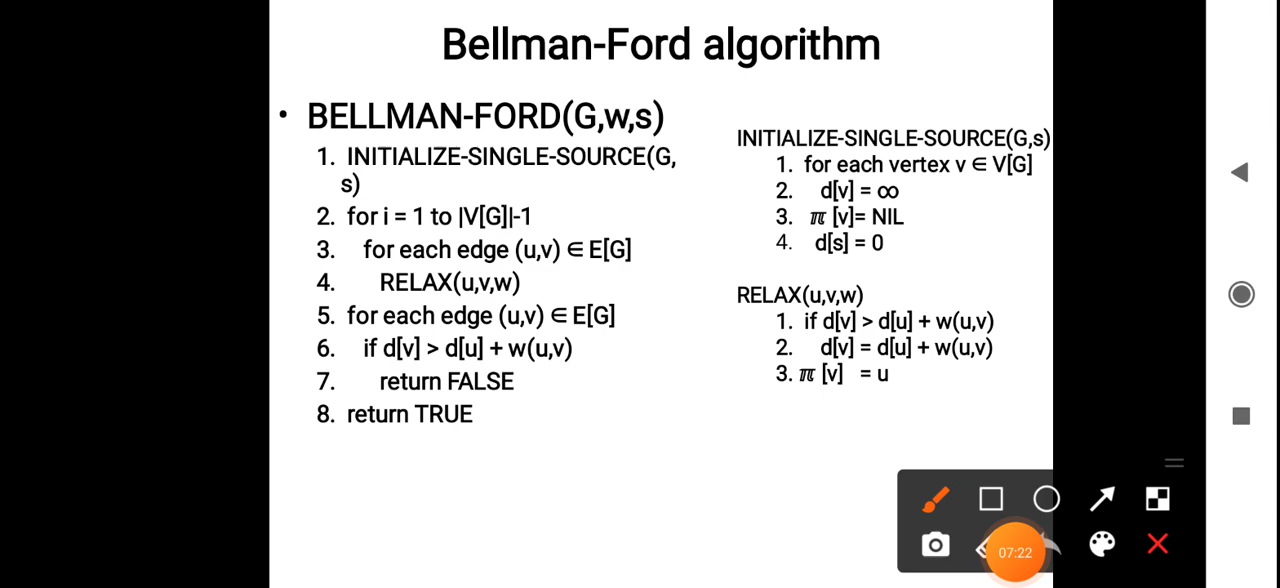 Bellman-Ford algorithm
• BELLMAN-FORD(G,w,s)
1. INITIALIZE-SINGLE-SOURCE(G,
s)
2. for i = 1 to |V[G]|-1
3. for each edge (u,v) ∈ E[G]
4. RELAX(u,v,w)
5. for each edge (u,v) ∈ E[G]
6. if d[v] > d[u] + w(u,v)
7. return FALSE
8. return TRUE
INITIALIZE-SINGLE-SOURCE(G,s)
1. for each vertex v ∈ V[G]
2. d[v] = ∞
3. π [v]= NIL
4. d[s] = 0
RELAX(u,v,w)
1. if d[v] > d[u] + w(u,v)
2. d[v] = d[u] + w(u,v)
3. π [v] = u
07:22